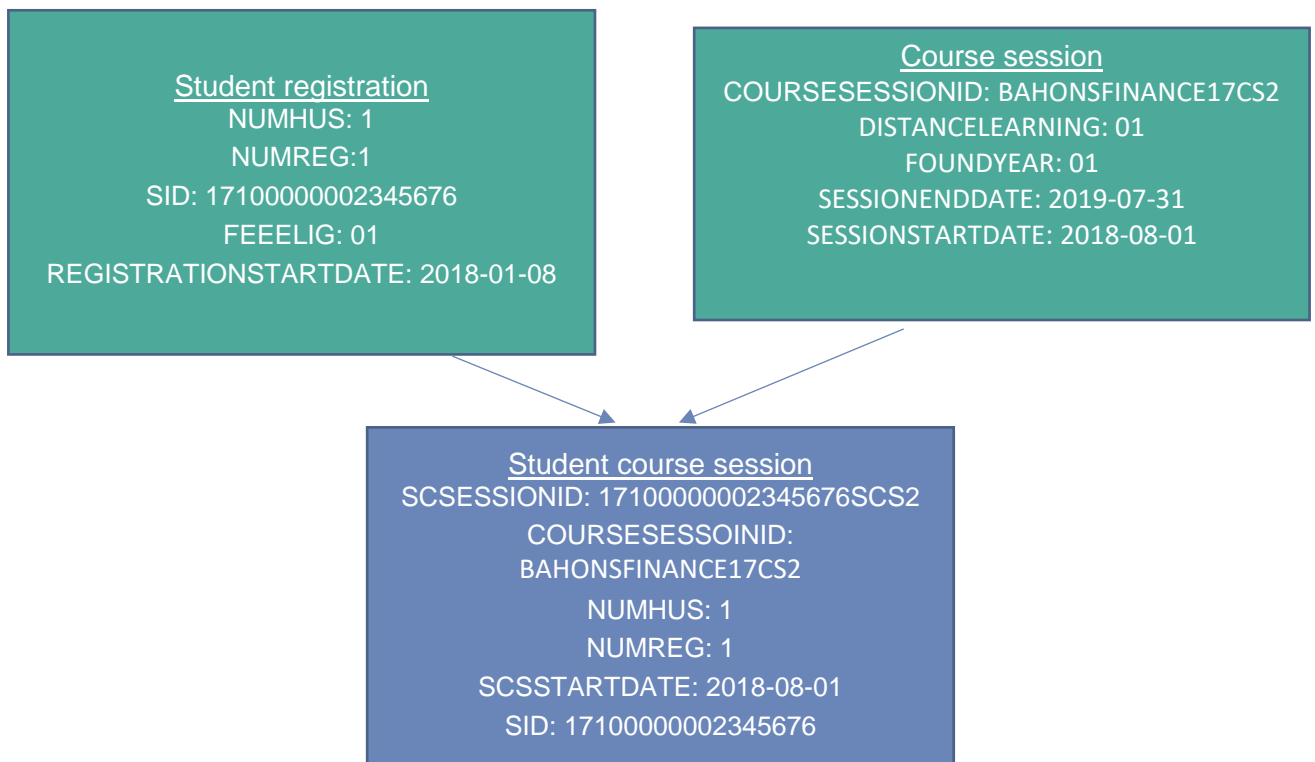 Student registration
NUMHUS: 1
NUMREG:1
SID: 17100000002345676
FEEELIG: 01
REGISTRATIONSTARTDATE: 2018-01-08
Course session
COURSESESSIONID: BAHONSFINANCE17CS2
DISTANCELEARNING: 01
FOUNDYEAR: 01
SESSIONENDDATE: 2019-07-31
SESSIONSTARTDATE: 2018-08-01
Student course session
SCSESSIONID: 17100000002345676SCS2
COURSESESSOINID:
BAHONSFINANCE17CS2
NUMHUS: 1
NUMREG: 1
SCSSTARTDATE: 2018-08-01
SID: 17100000002345676